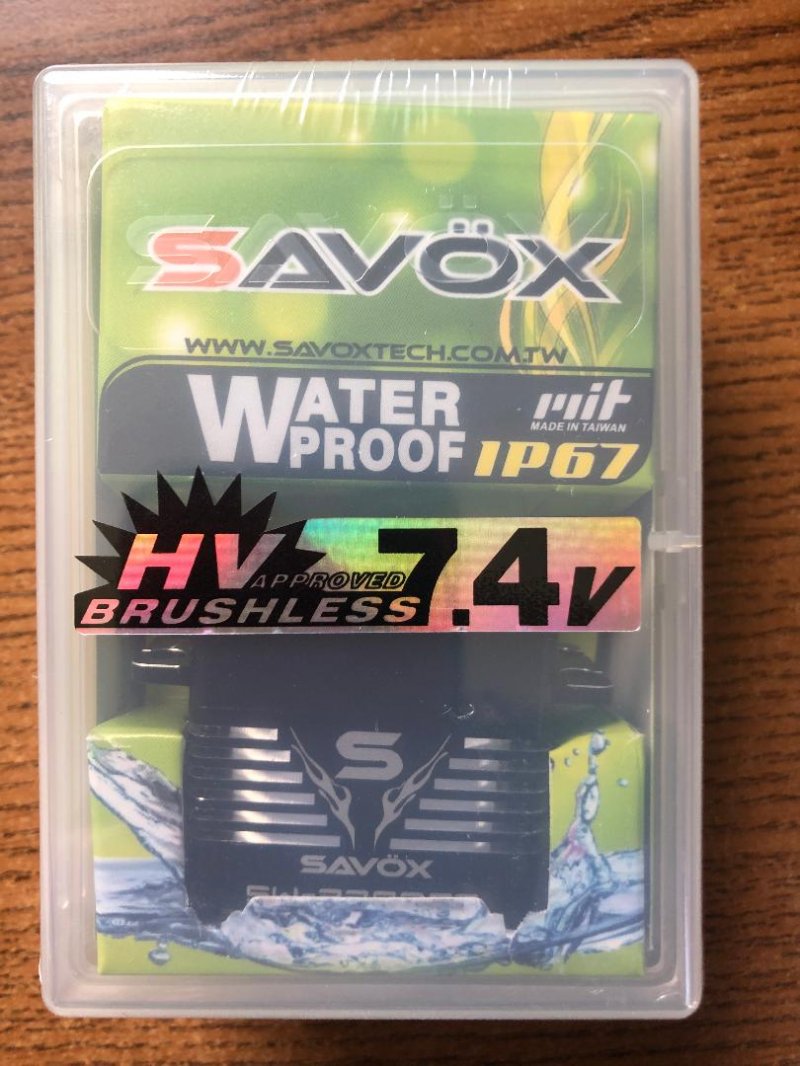 SAVÖX
WWW.SAVOXTECH.COM.TW
WATER
PROOF
mit
MADE IN TAIWAN
IP67
HV APPROVED 7.4V
BRUSHLESS
S
SAVÖX